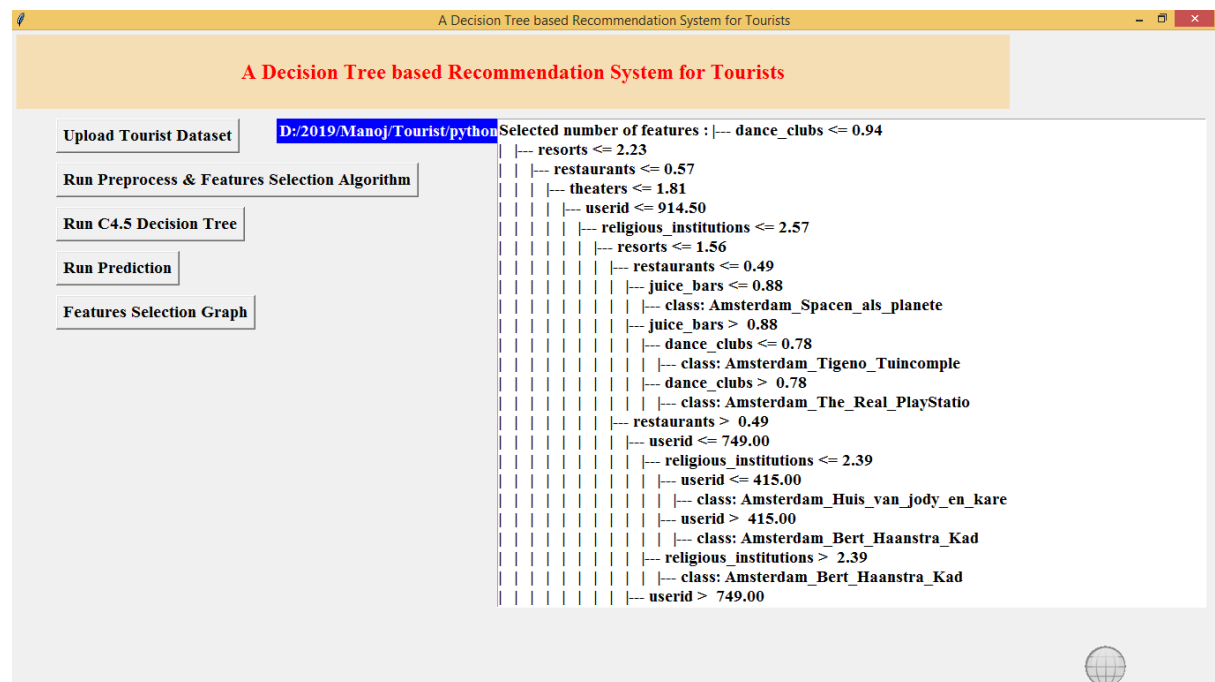 A Decision Tree based Recommendation System for Tourists
A Decision Tree based Recommendation System for Tourists
Upload Tourist Dataset
D:/2019/Manoj/Tourist/python
Run Preprocess & Features Selection Algorithm
Run C4.5 Decision Tree
Run Prediction
Features Selection Graph
Selected number of features : |--- dance_clubs <= 0.94
| |--- resorts <= 2.23
| | |--- restaurants <= 0.57
| | | |--- theaters <= 1.81
| | | | |--- userid <= 914.50
| | | | | |--- religious_institutions <= 2.57
| | | | | | |--- resorts <= 1.56
| | | | | | | |--- restaurants <= 0.49
| | | | | | | | |--- juice_bars <= 0.88
| | | | | | | | | |--- class: Amsterdam_Spacen_als_planete
| | | | | | | | |--- juice_bars > 0.88
| | | | | | | | | |--- dance_clubs <= 0.78
| | | | | | | | | | |--- class: Amsterdam_Tigeno_Tuincomple
| | | | | | | | | |--- dance_clubs > 0.78
| | | | | | | | | | |--- class: Amsterdam_The_Real_PlayStatio
| | | | | | | |--- restaurants > 0.49
| | | | | | | | |--- userid <= 749.00
| | | | | | | | | |--- religious_institutions <= 2.39
| | | | | | | | | | |--- userid <= 415.00
| | | | | | | | | | | |--- class: Amsterdam_Huis_van_jody_en_kare
| | | | | | | | | | |--- userid > 415.00
| | | | | | | | | | | |--- class: Amsterdam_Bert_Haanstra_Kad
| | | | | | | | | |--- religious_institutions > 2.39
| | | | | | | | | | |--- class: Amsterdam_Bert_Haanstra_Kad
| | | | | | | | |--- userid > 749.00